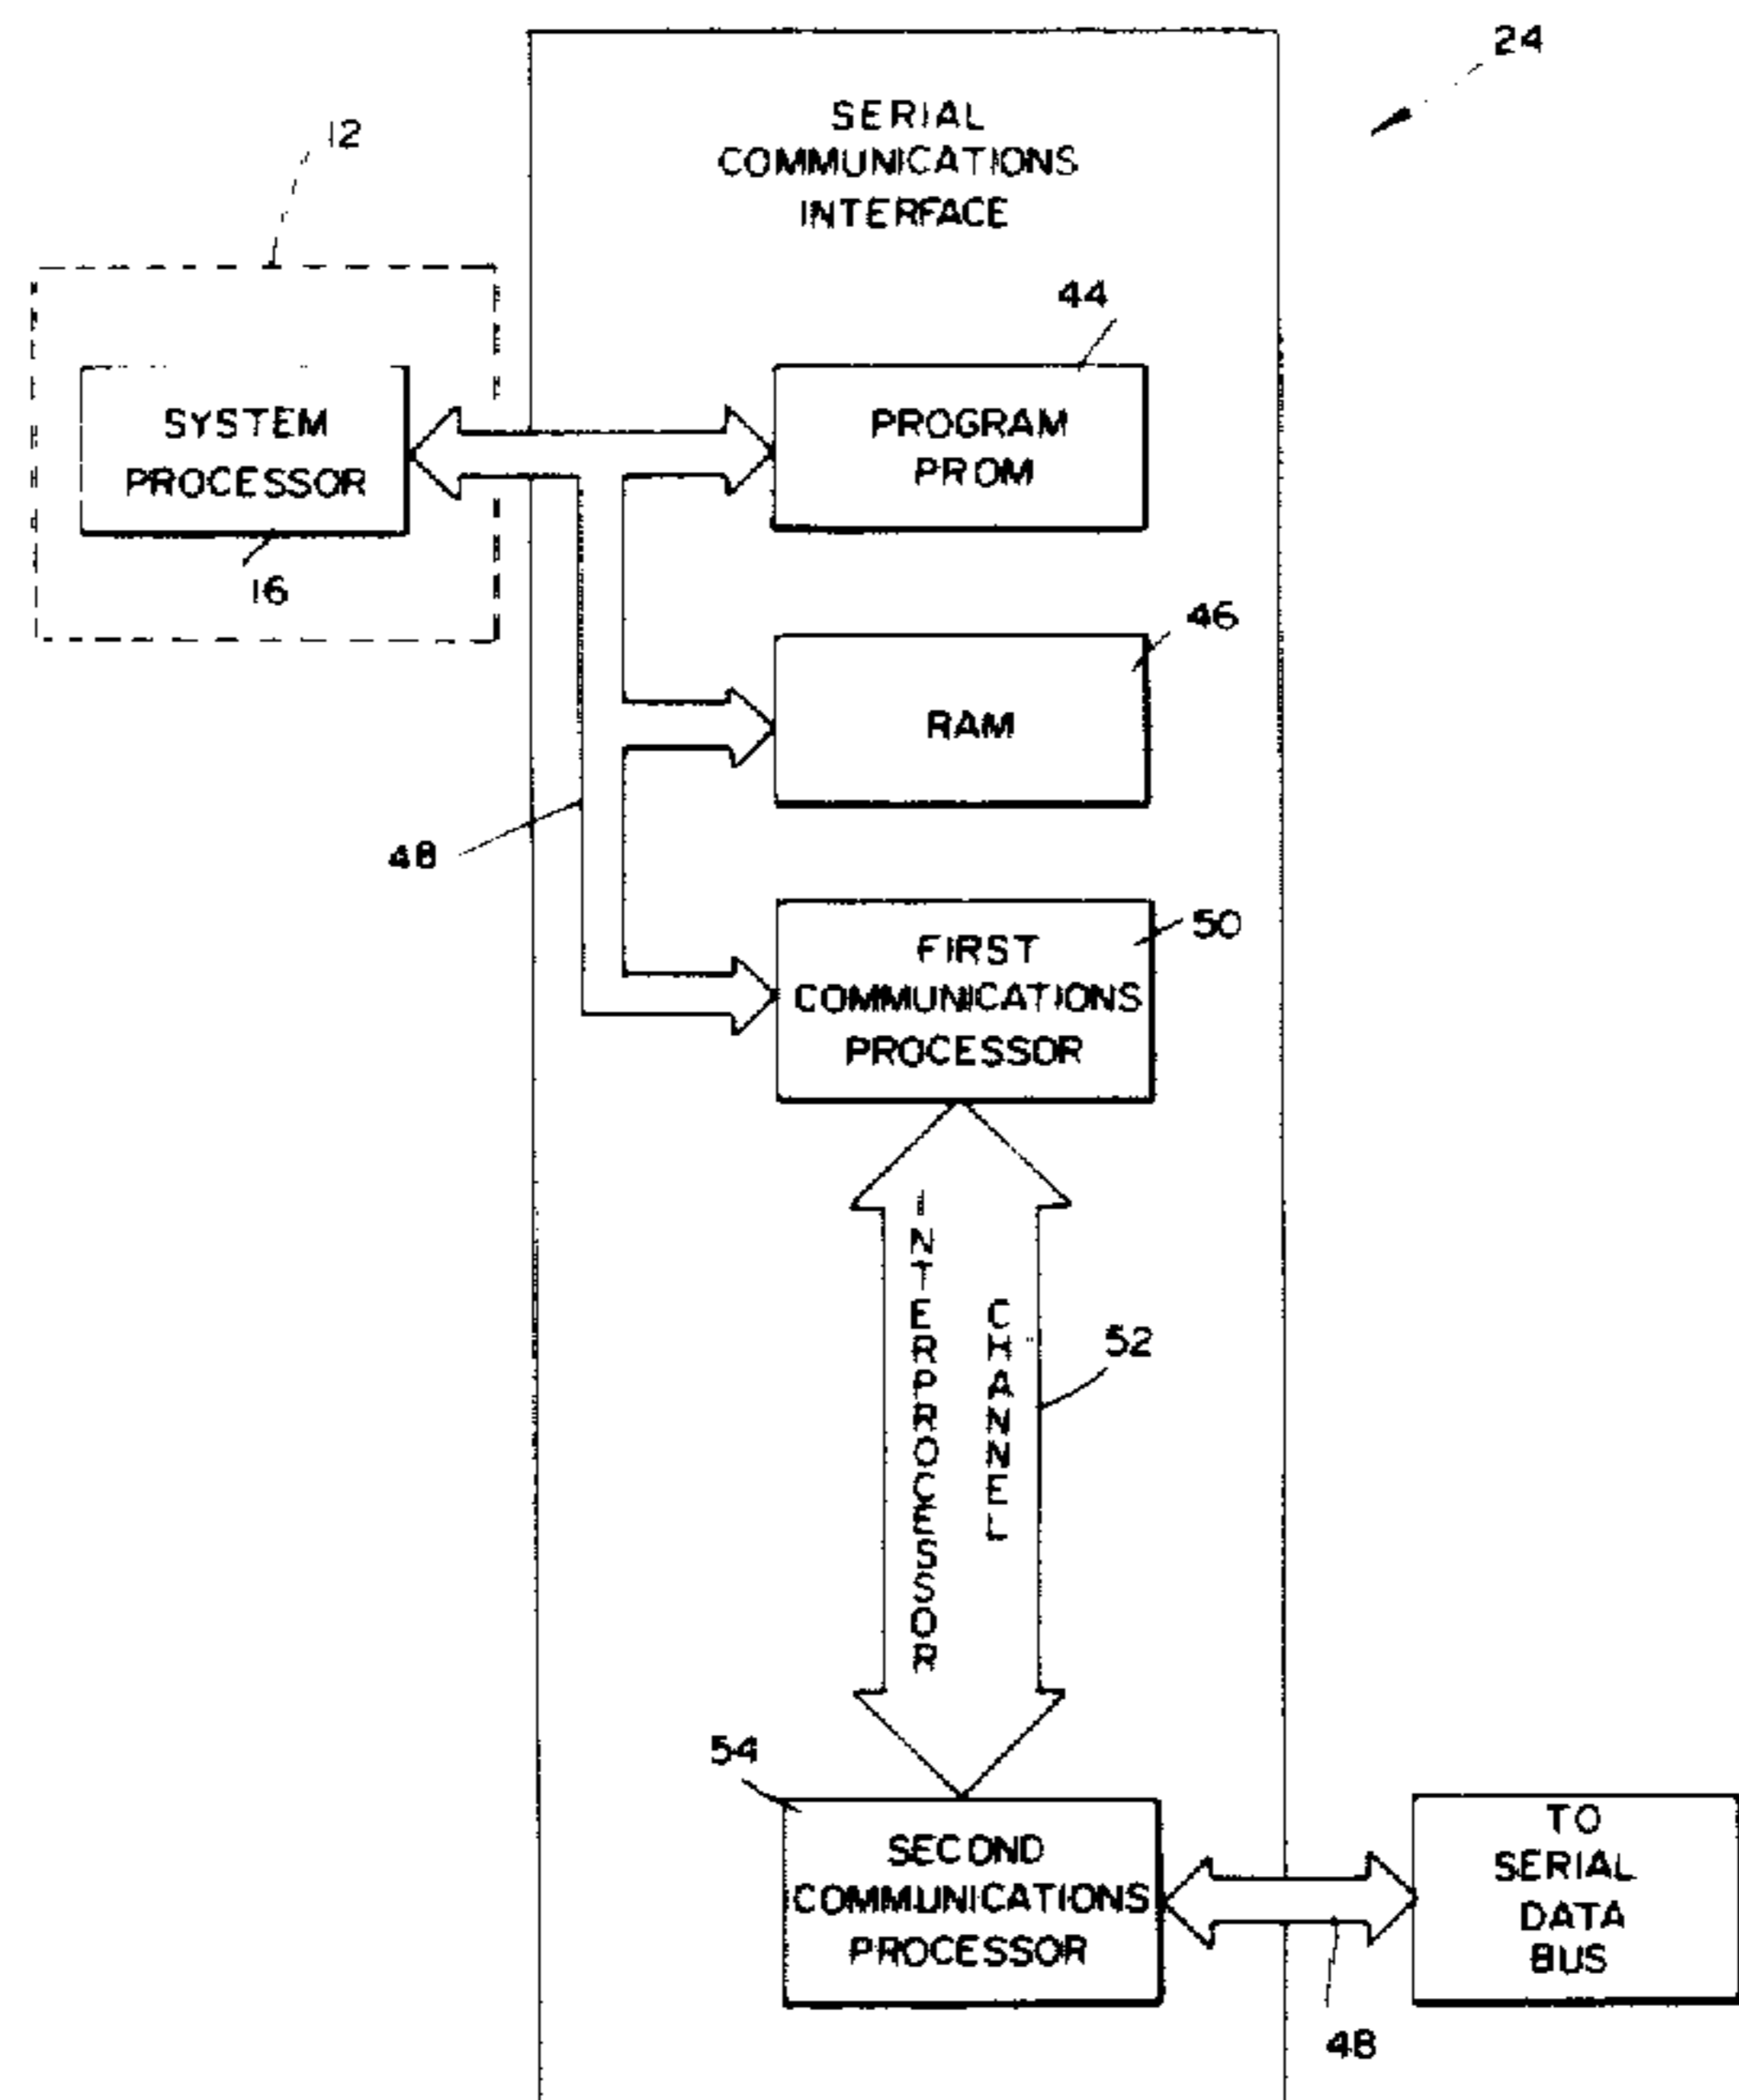 24
12
SERIAL
COMMUNICATIONS
INTERFACE
44
SYSTEM
PROCESSOR
16
PROGRAM
PROM
46
RAM
48
50
FIRST
COMMUNICATIONS
PROCESSOR
INTERPROCESSOR
CHANNEL
52
54
SECOND
COMMUNICATIONS
PROCESSOR
TO
SERIAL
DATA
BUS
48